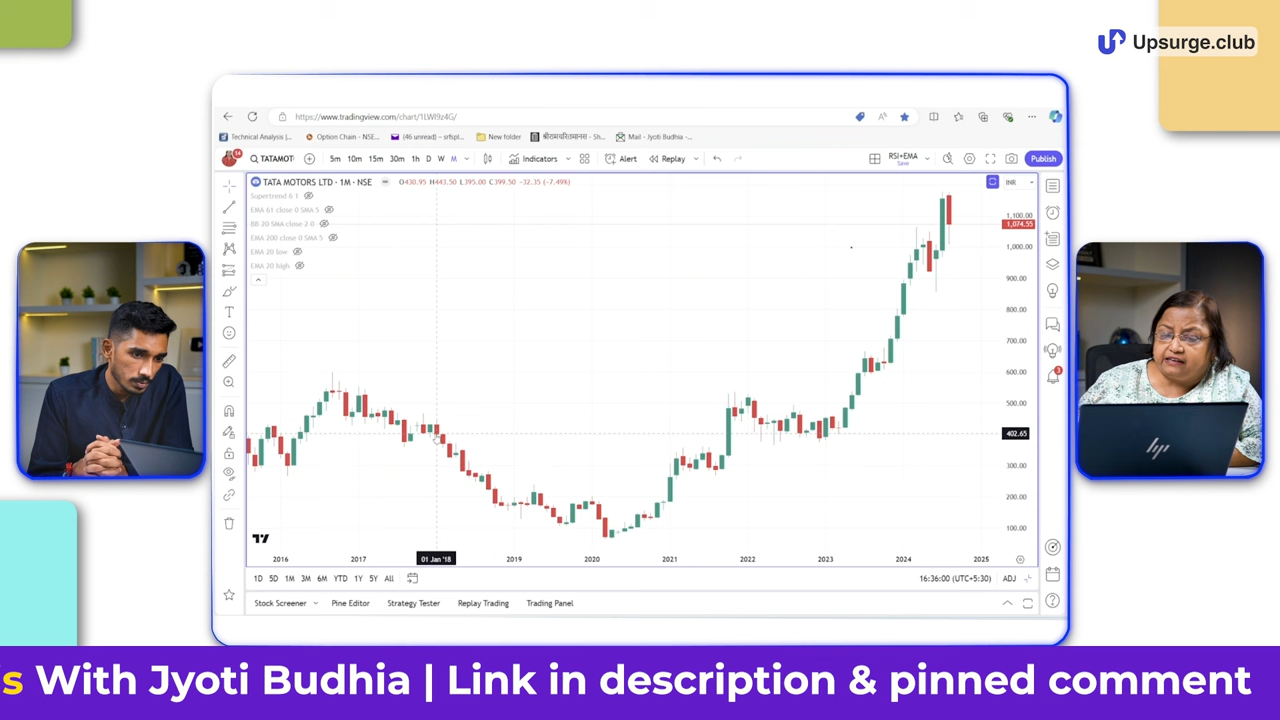 Upsurge.club
https://www.tradingview.com/chart/1LWI9z4G/
Technical Analysis |... Option Chain - NSE... (46 unread) - srfspl... New folder श्रीरामचरितमानस - Sh... Mail - Jyoti Budhia -...
14 TATAMOT 5m 10m 15m 30m 1h D W M Indicators Alert Replay RSI+EMA Save Publish
TATA MOTORS LTD · 1M · NSE O430.95 H443.50 L395.00 C399.50 -32.35 (-7.49%) INR
Supertrend 6 1
EMA 61 close 0 SMA 5
BB 20 SMA close 2 0
EMA 200 close 0 SMA 5
EMA 20 low
EMA 20 high
1,100.00
1,074.55
1,000.00
900.00
800.00
700.00
600.00
500.00
402.65
300.00
200.00
100.00
3
2016 2017 01 Jan '18 2019 2020 2021 2022 2023 2024 2025
1D 5D 1M 3M 6M YTD 1Y 5Y All 16:36:00 (UTC+5:30) ADJ
Stock Screener Pine Editor Strategy Tester Replay Trading Trading Panel
hp
s With Jyoti Budhia | Link in description & pinned comment